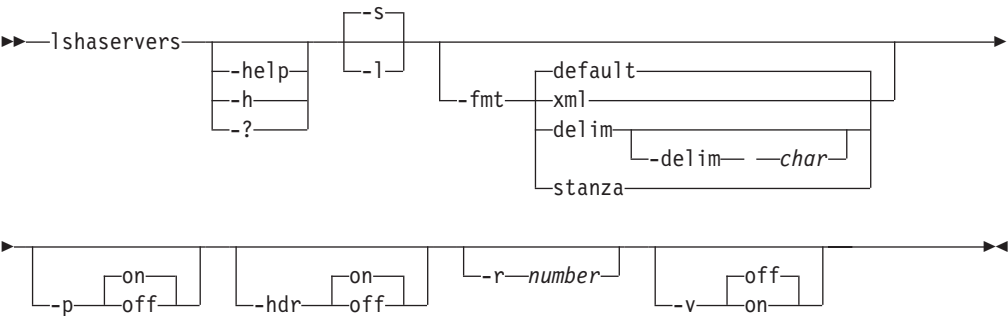 -s
lshaservers
-help
-h
-?
-l
-fmt
default
xml
delim
-delim char
stanza
-p
on
off
-hdr
on
off
-r number
-v
off
on